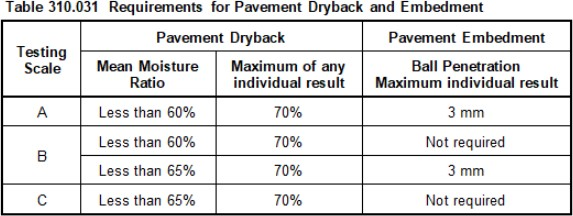 Table 310.031 Requirements for Pavement Dryback and Embedment
Testing Scale
Pavement Dryback
Pavement Embedment
Mean Moisture Ratio
Maximum of any individual result
Ball Penetration Maximum individual result
A
Less than 60%
70%
3 mm
B
Less than 60%
70%
Not required
Less than 65%
70%
3 mm
C
Less than 65%
70%
Not required